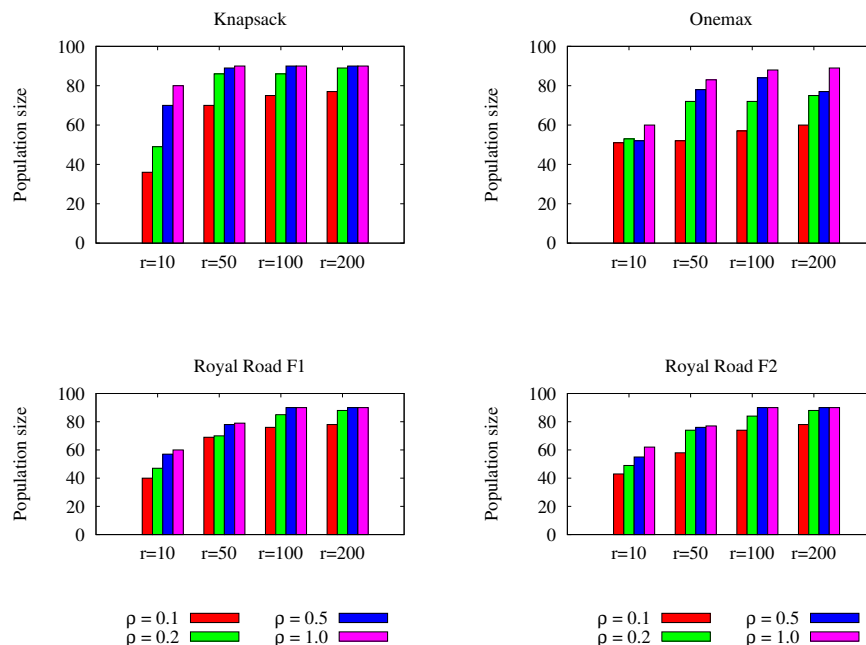 Knapsack
Population size
100
80
60
40
20
0
r=10 r=50 r=100 r=200
Onemax
Population size
100
80
60
40
20
0
r=10 r=50 r=100 r=200
Royal Road F1
Population size
100
80
60
40
20
0
r=10 r=50 r=100 r=200
Royal Road F2
Population size
100
80
60
40
20
0
r=10 r=50 r=100 r=200
ρ = 0.1 ρ = 0.5
ρ = 0.2 ρ = 1.0
ρ = 0.1 ρ = 0.5
ρ = 0.2 ρ = 1.0